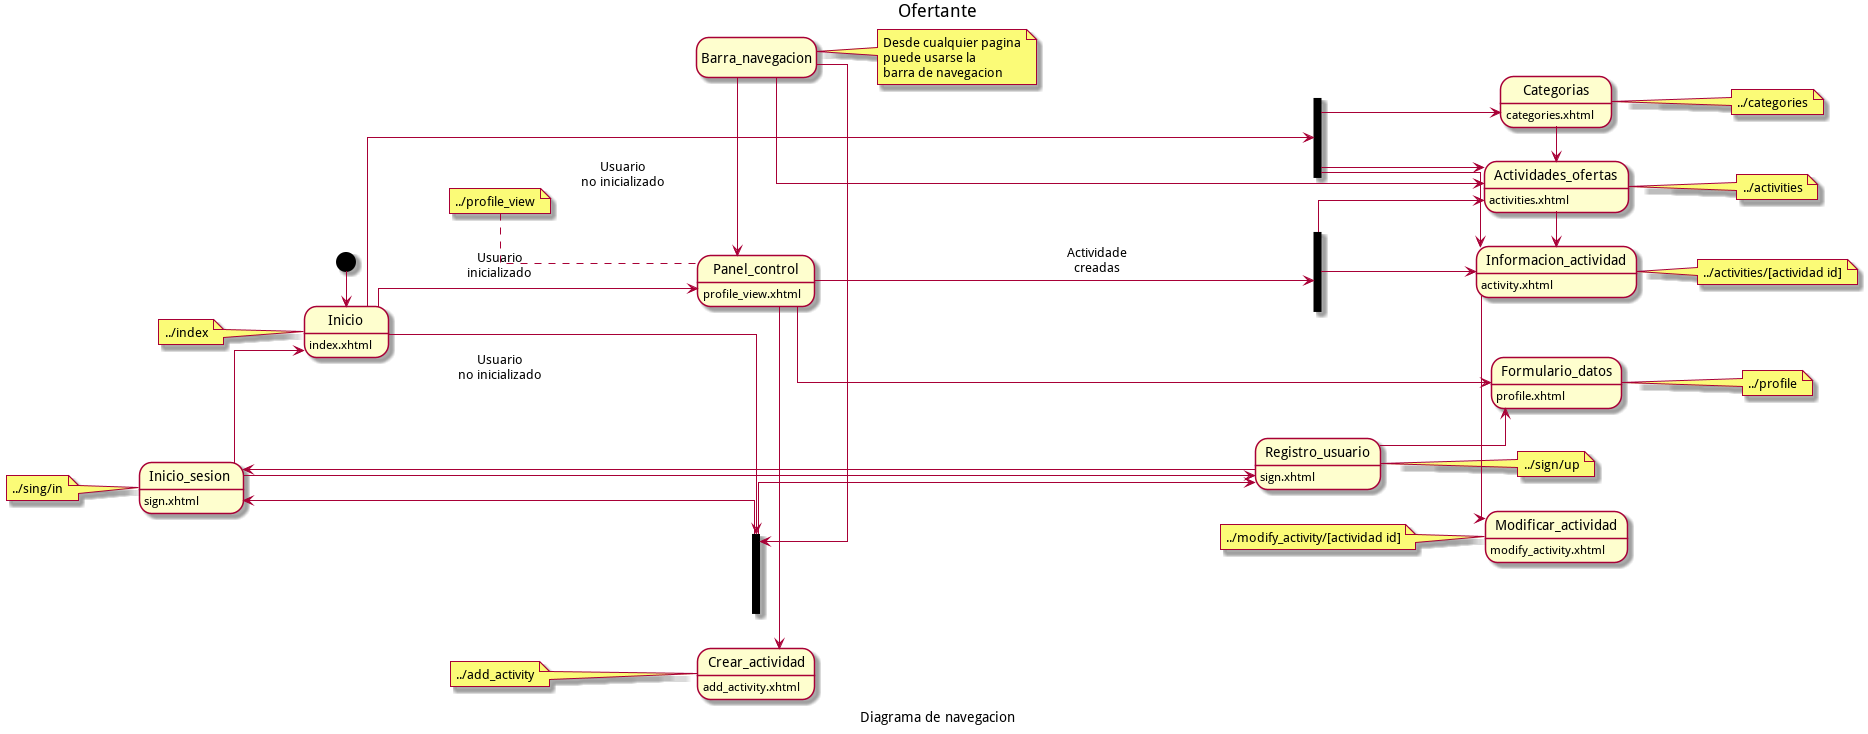 Ofertante
Barra_navegacion
Desde cualquier pagina
puede usarse la
barra de navegacion
Categorias
categories.xhtml
../categories
Usuario
no inicializado
Actividades_ofertas
activities.xhtml
../activities
../profile_view
Usuario
inicializado
Panel_control
profile_view.xhtml
Actividade
creadas
Informacion_actividad
activity.xhtml
../activities/[actividad id]
Inicio
index.xhtml
../index
Usuario
no inicializado
Formulario_datos
profile.xhtml
../profile
Registro_usuario
sign.xhtml
../sign/up
Inicio_sesion
sign.xhtml
../sing/in
Modificar_actividad
modify_activity.xhtml
../modify_activity/[actividad id]
Crear_actividad
add_activity.xhtml
../add_activity
Diagrama de navegacion